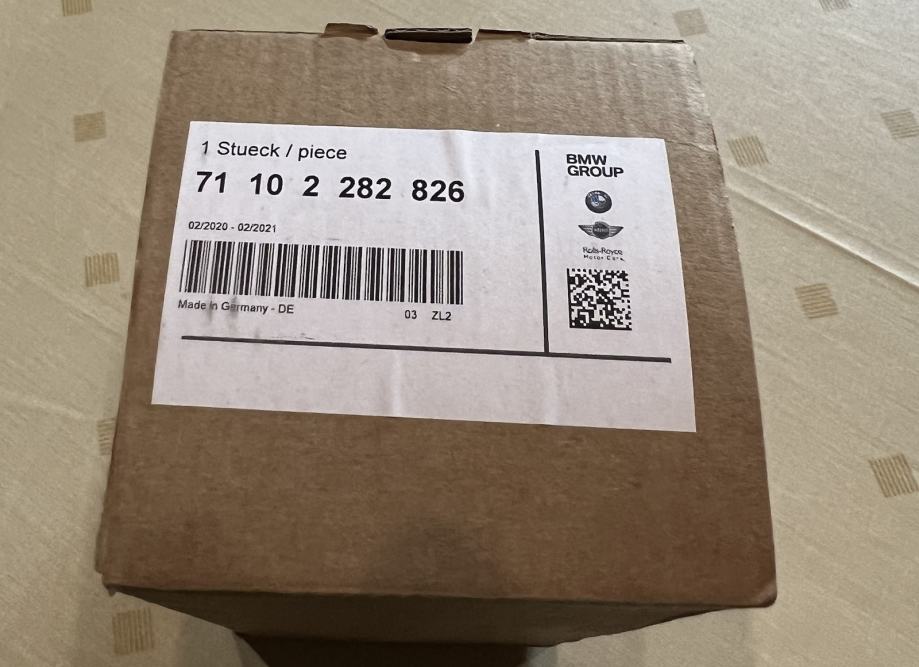 1 Stueck / piece
71 10 2 282 826
02/2020 - 02/2021
Made in Germany - DE
03 ZL2
BMW
GROUP
Rolls-Royce
Motor Cars